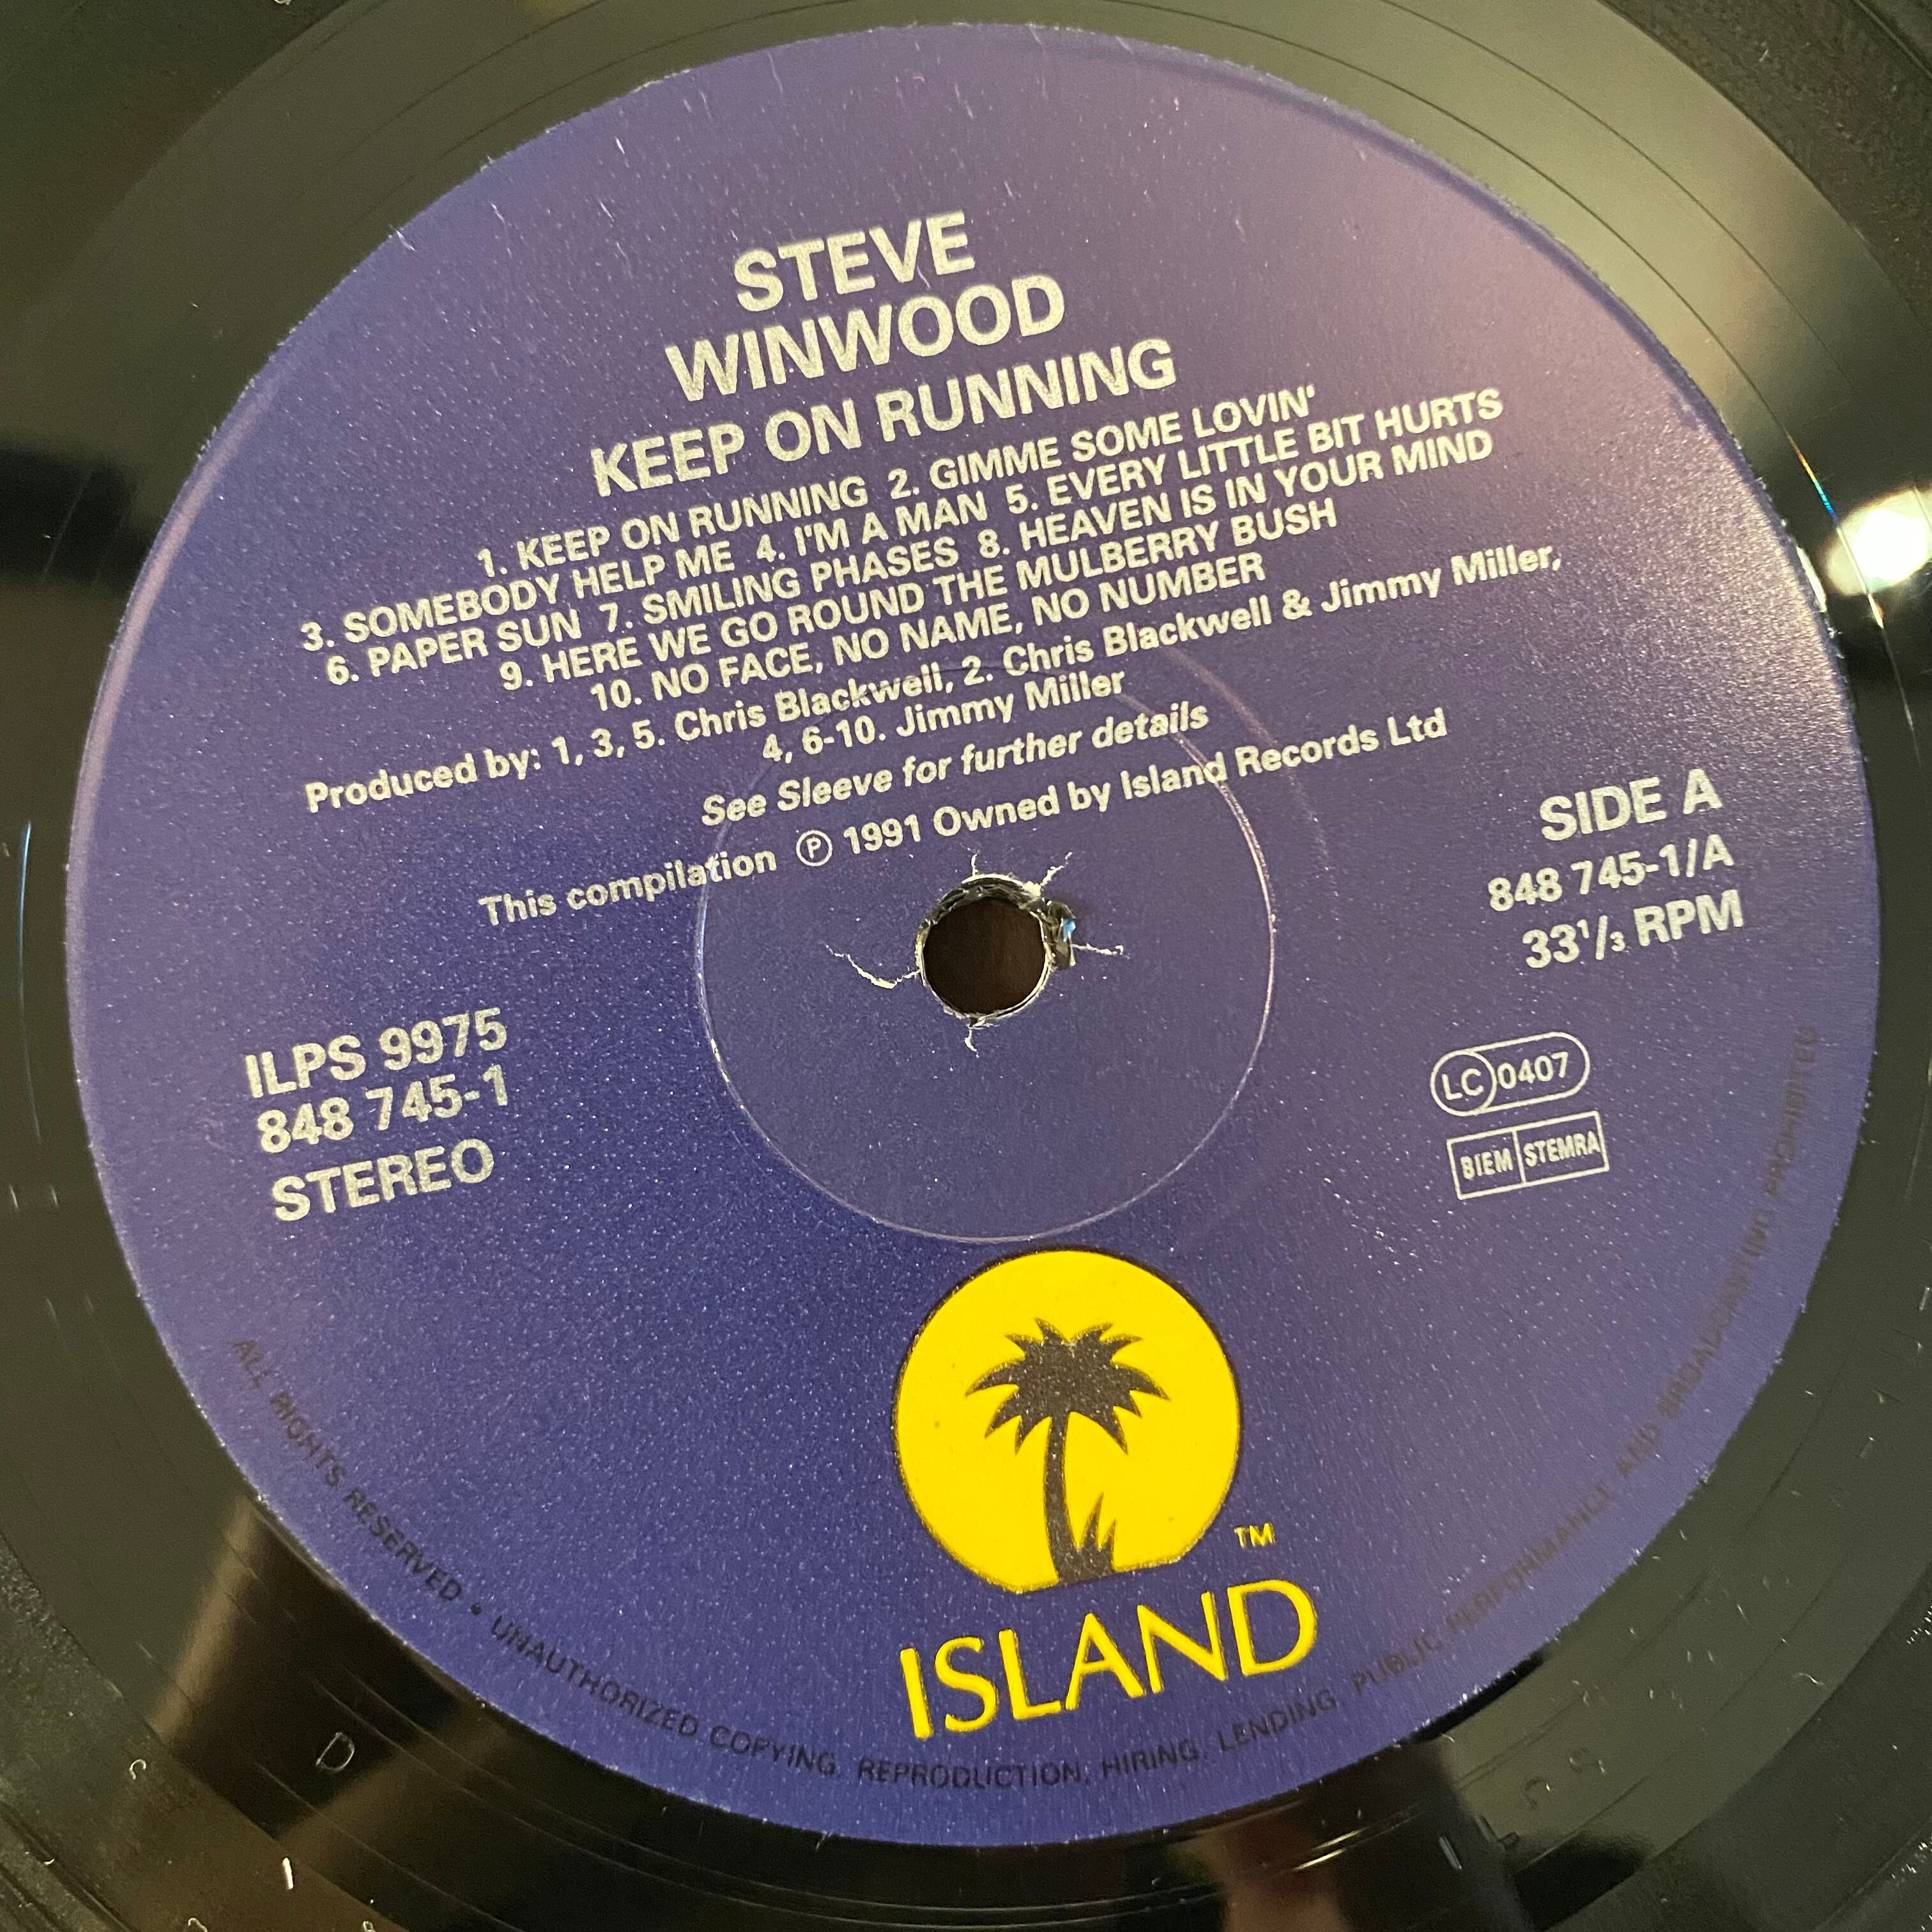 STEVE
WINWOOD
KEEP ON RUNNING
1. KEEP ON RUNNING 2. GIMME SOME LOVIN'
3. SOMEBODY HELP ME 4. I'M A MAN 5. EVERY LITTLE BIT HURTS
6. PAPER SUN 7. SMILING PHASES 8. HEAVEN IS IN YOUR MIND
9. HERE WE GO ROUND THE MULBERRY BUSH
10. NO FACE, NO NAME, NO NUMBER
Produced by: 1, 3, 5. Chris Blackwell, 2. Chris Blackwell & Jimmy Miller,
4, 6-10. Jimmy Miller
See Sleeve for further details
This compilation ℗ 1991 Owned by Island Records Ltd
SIDE A
848 745-1/A
33¹/₃ RPM
ILPS 9975
848 745-1
STEREO
LC 0407
BIEM STEMRA
TM
ISLAND
ALL RIGHTS RESERVED • UNAUTHORIZED COPYING, REPRODUCTION, HIRING, LENDING, PUBLIC PERFORMANCE AND BROADCASTING PROHIBITED
D